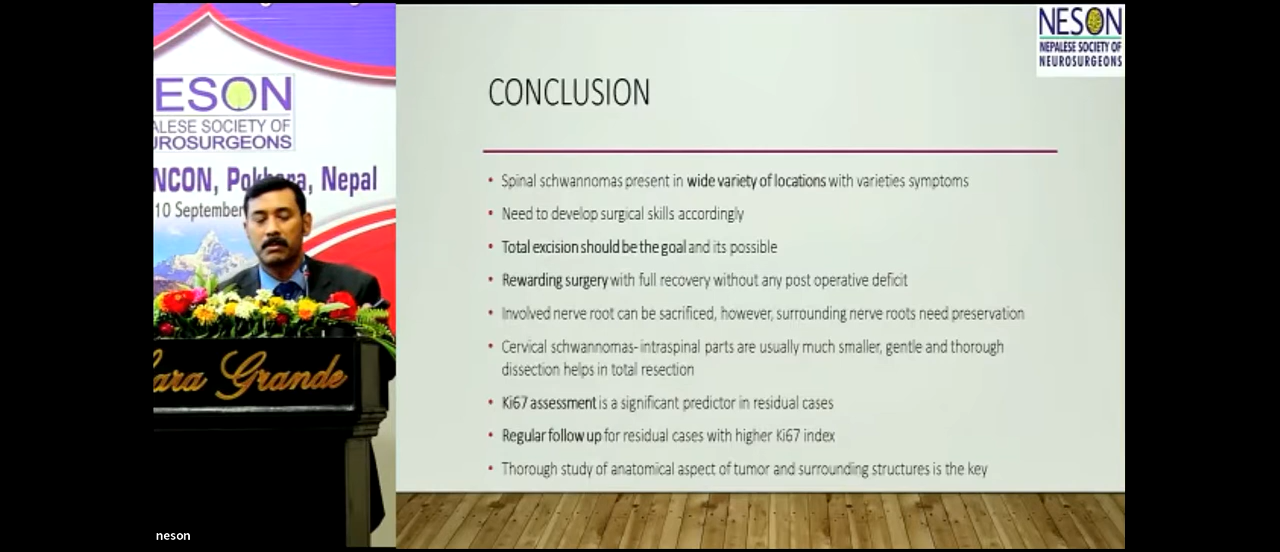 ESON
ALESE SOCIETY OF
UROSURGEONS
NCON, Pokhara, Nepal
10 September
ara Grande
neson
NESON
NEPALESE SOCIETY OF
NEUROSURGEONS
CONCLUSION
• Spinal schwannomas present in wide variety of locations with varieties symptoms
• Need to develop surgical skills accordingly
• Total excision should be the goal and its possible
• Rewarding surgery with full recovery without any post operative deficit
• Involved nerve root can be sacrificed, however, surrounding nerve roots need preservation
• Cervical schwannomas- intraspinal parts are usually much smaller, gentle and thorough
dissection helps in total resection
• Ki67 assessment is a significant predictor in residual cases
• Regular follow up for residual cases with higher Ki67 index
• Thorough study of anatomical aspect of tumor and surrounding structures is the key